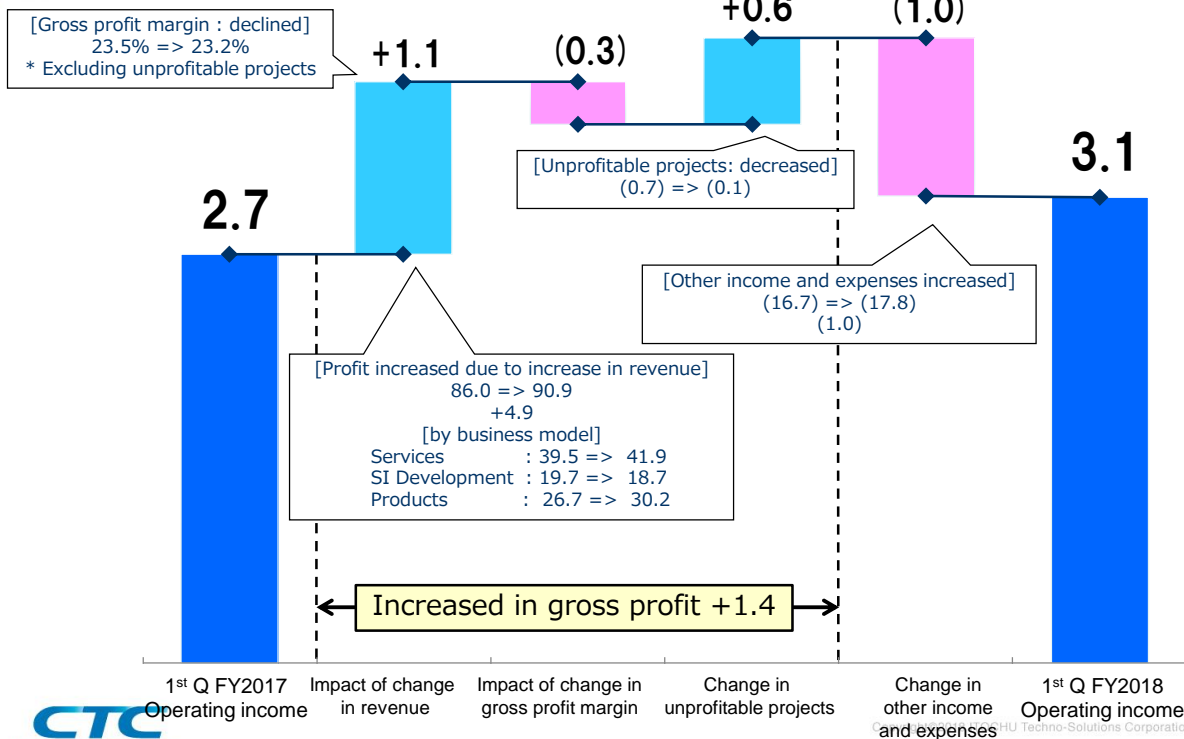 +0.6
(1.0)
[Gross profit margin : declined]
23.5% => 23.2%
* Excluding unprofitable projects
+1.1
(0.3)
[Unprofitable projects: decreased]
(0.7) => (0.1)
3.1
2.7
[Other income and expenses increased]
(16.7) => (17.8)
(1.0)
[Profit increased due to increase in revenue]
86.0 => 90.9
+4.9
[by business model]
Services : 39.5 => 41.9
SI Development : 19.7 => 18.7
Products : 26.7 => 30.2
Increased in gross profit +1.4
1st Q FY2017
Operating income
Impact of change
in revenue
Impact of change in
gross profit margin
Change in
unprofitable projects
Change in
other income
and expenses
1st Q FY2018
Operating income
CTC
ITOCHU Techno-Solutions Corporatio